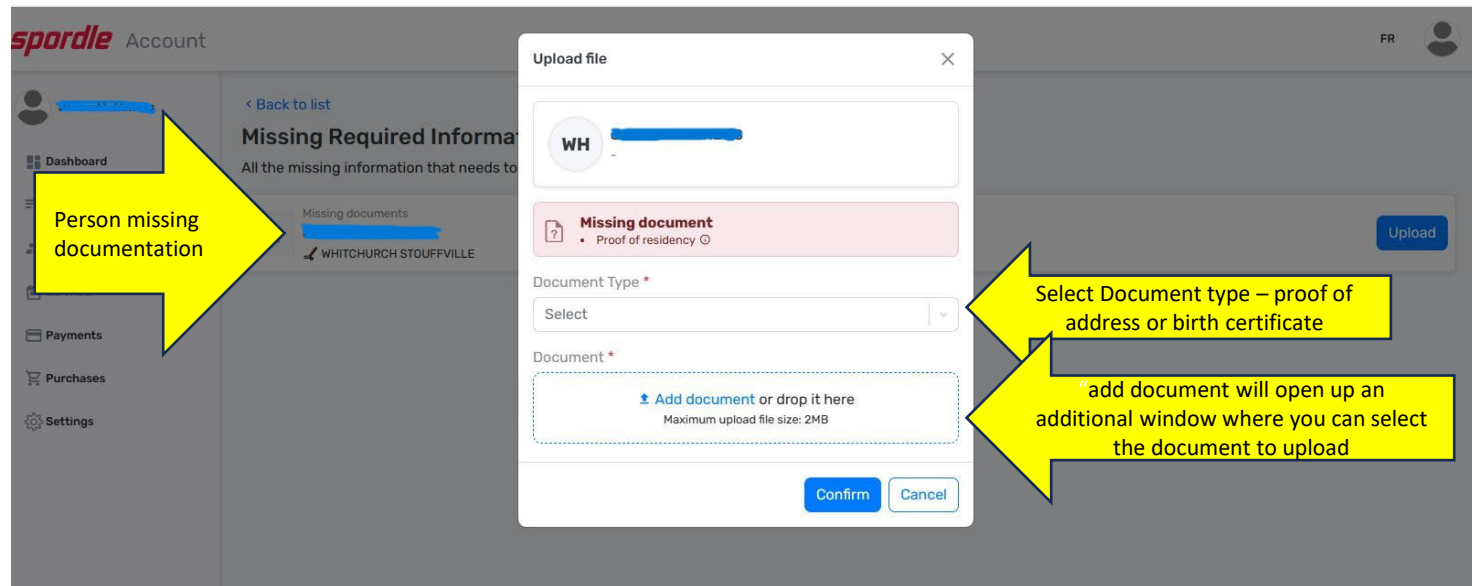 spordle Account
FR
Dashboard
Payments
Purchases
Settings
‹ Back to list
Missing Required Informa
All the missing information that needs to
Missing documents
WHITCHURCH STOUFFVILLE
Upload
Person missing
documentation
Upload file
WH
-
Missing document
• Proof of residency
Document Type *
Select
Document *
Add document or drop it here
Maximum upload file size: 2MB
Confirm
Cancel
Select Document type – proof of
address or birth certificate
“add document will open up an
additional window where you can select
the document to upload